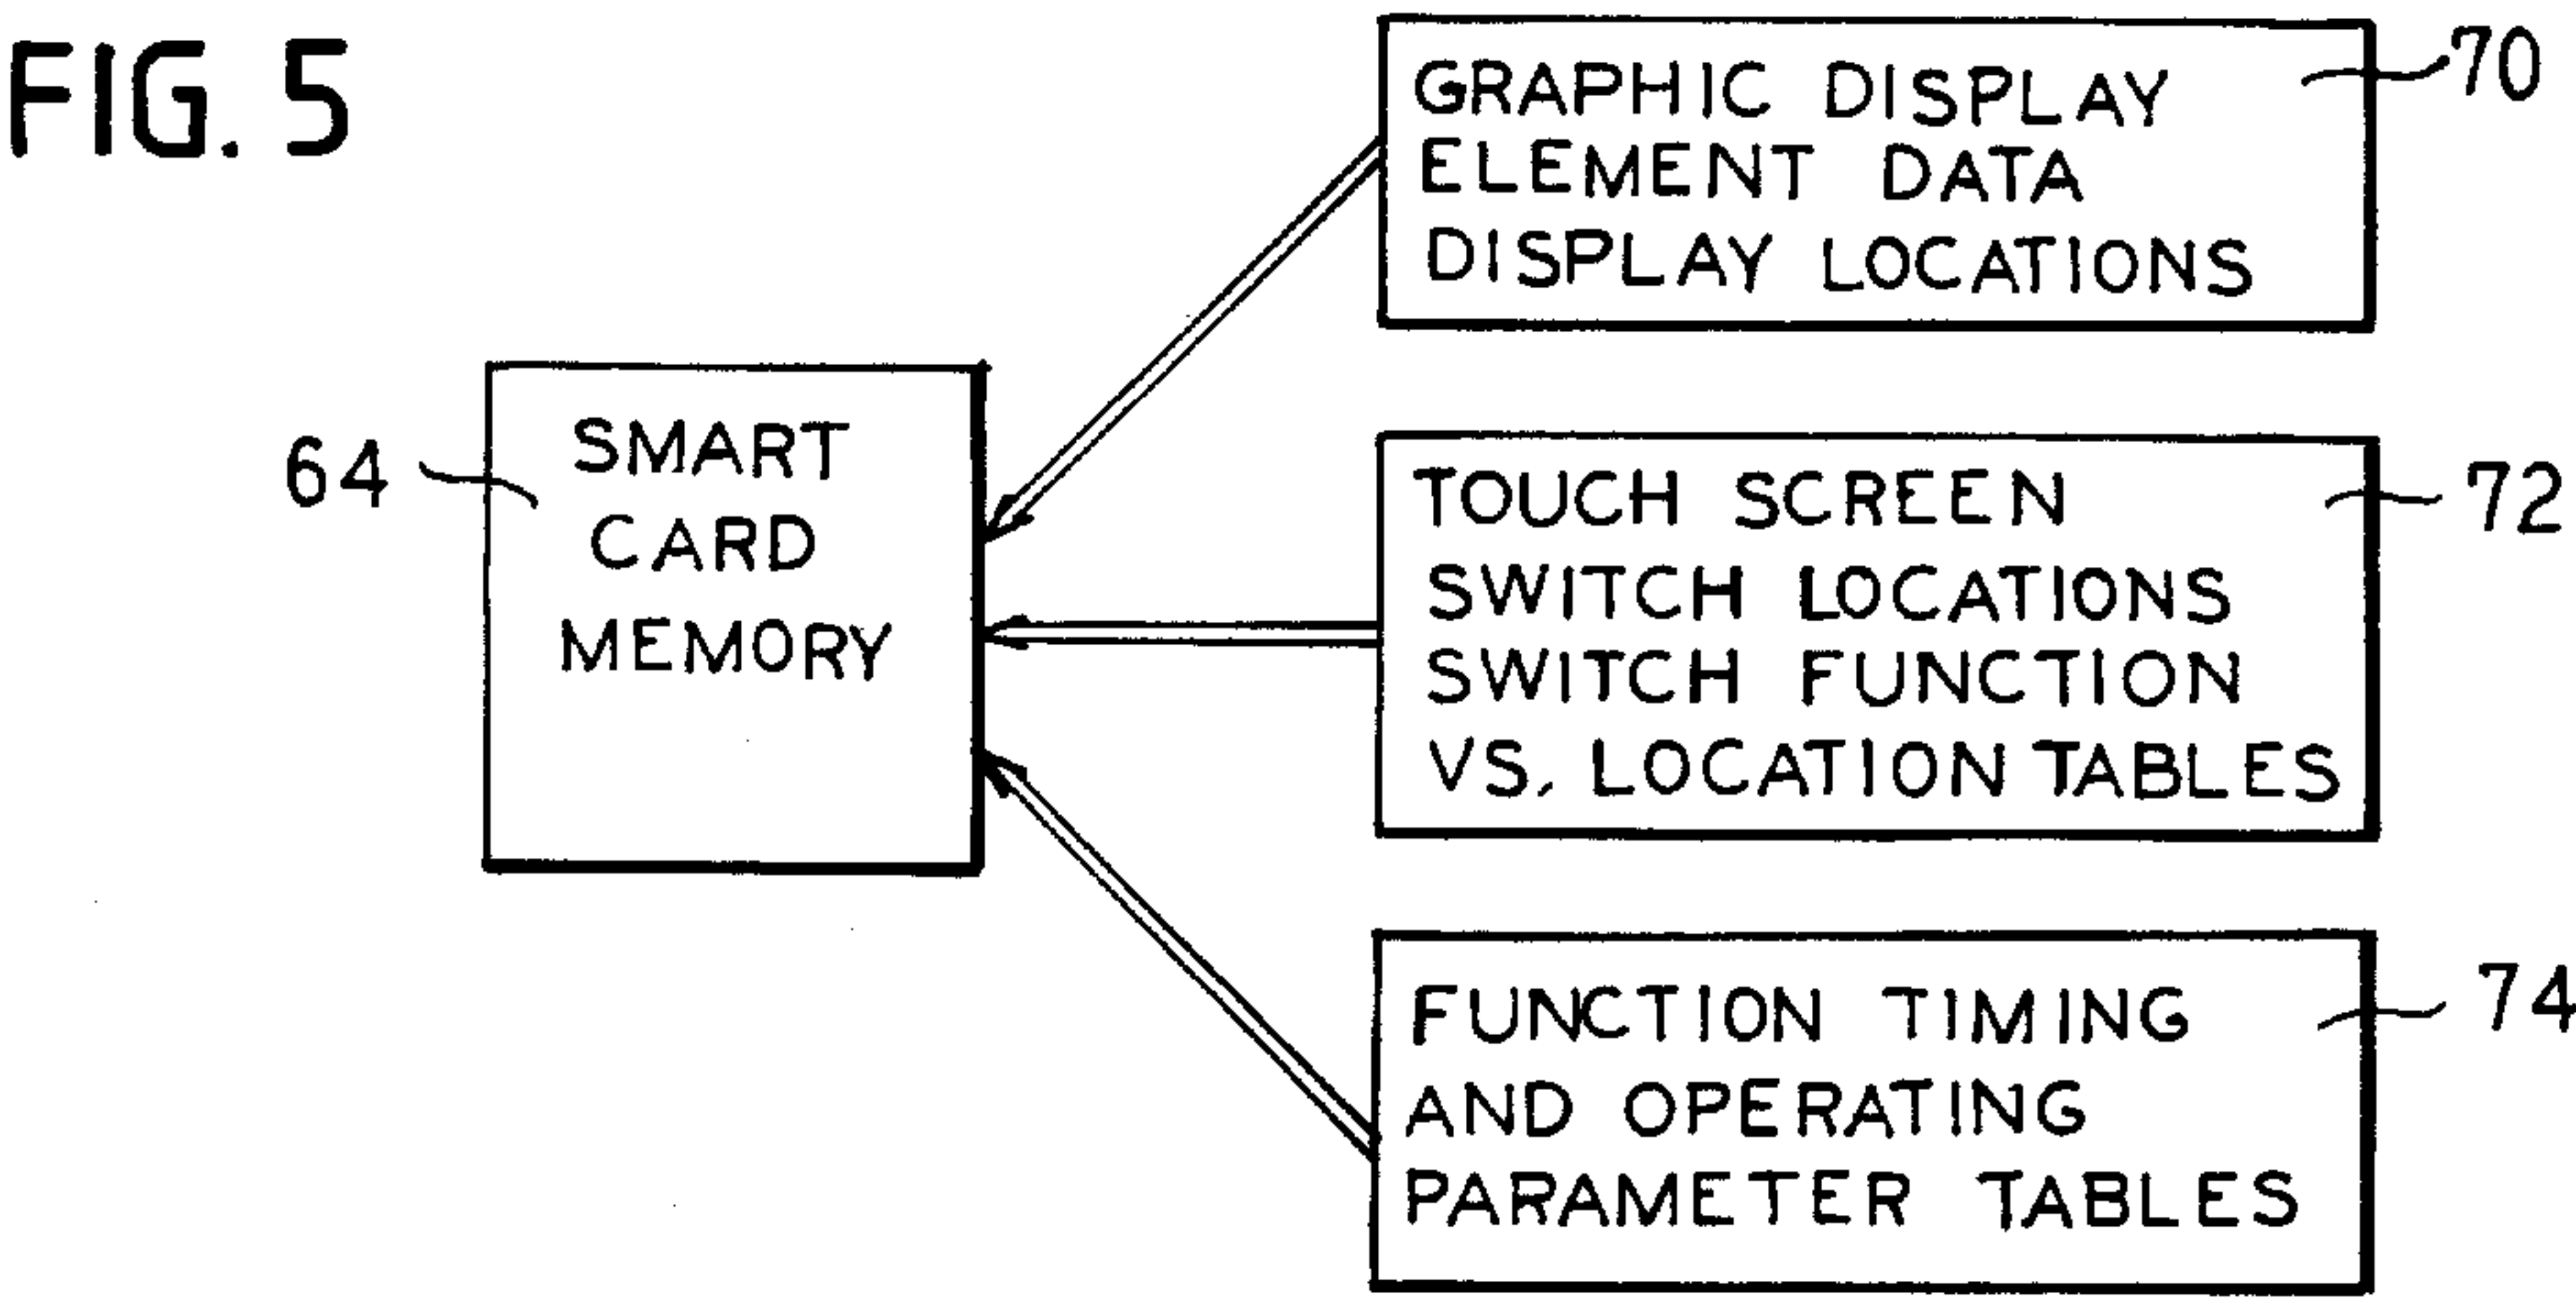 FIG. 5
GRAPHIC DISPLAY
ELEMENT DATA
DISPLAY LOCATIONS
70
SMART
CARD
MEMORY
64
TOUCH SCREEN
SWITCH LOCATIONS
SWITCH FUNCTION
VS. LOCATION TABLES
72
FUNCTION TIMING
AND OPERATING
PARAMETER TABLES
74